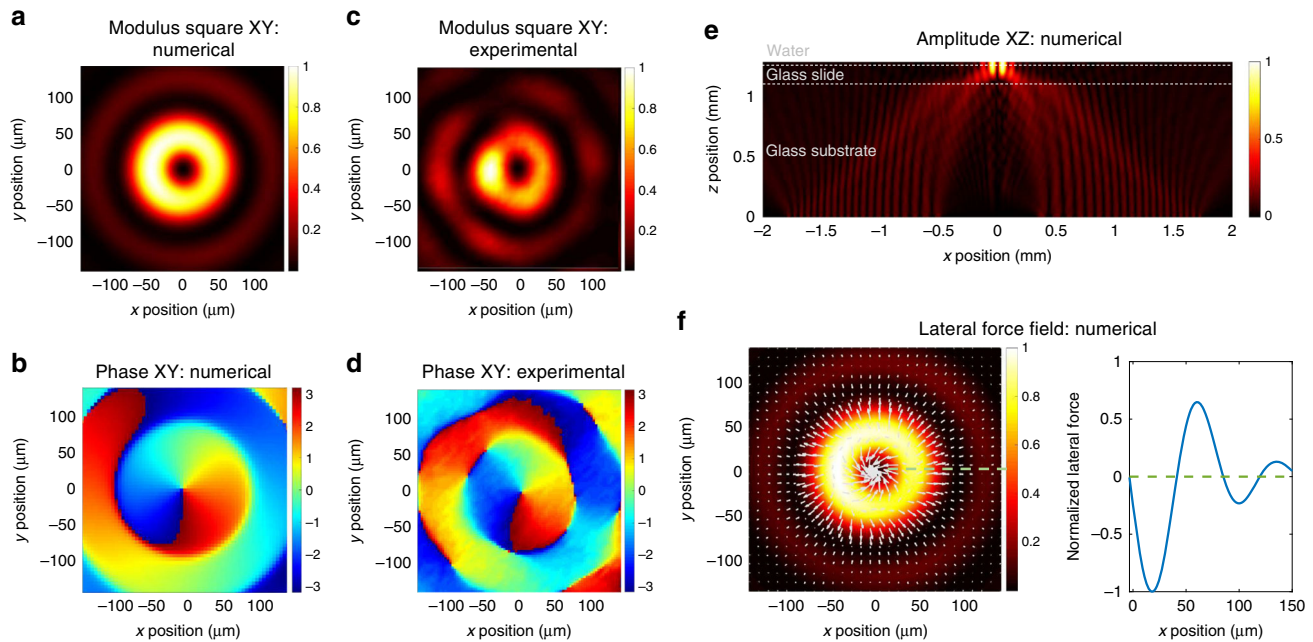 a
Modulus square XY:
numerical
y position (μm)
100
50
0
−50
−100
−100 −50 0 50 100
x position (μm)
1
0.8
0.6
0.4
0.2
c
Modulus square XY:
experimental
y position (μm)
100
50
0
−50
−100
−100 −50 0 50 100
x position (μm)
1
0.8
0.6
0.4
0.2
e
Amplitude XZ: numerical
Water
Glass slide
Glass substrate
z position (mm)
1
0.5
0
−2 −1.5 −1 −0.5 0 0.5 1 1.5 2
x position (mm)
1
0.5
0
b
Phase XY: numerical
y position (μm)
100
50
0
−50
−100
−100 −50 0 50 100
x position (μm)
3
2
1
0
−1
−2
−3
d
Phase XY: experimental
y position (μm)
100
50
0
−50
−100
−100 −50 0 50 100
x position (μm)
3
2
1
0
−1
−2
−3
f
Lateral force field: numerical
y position (μm)
100
50
0
−50
−100
−100 −50 0 50 100
x position (μm)
1
0.9
0.8
0.7
0.6
0.5
0.4
0.2
Normalized lateral force
1
0.5
0
−0.5
−1
0 50 100 150
x position (μm)